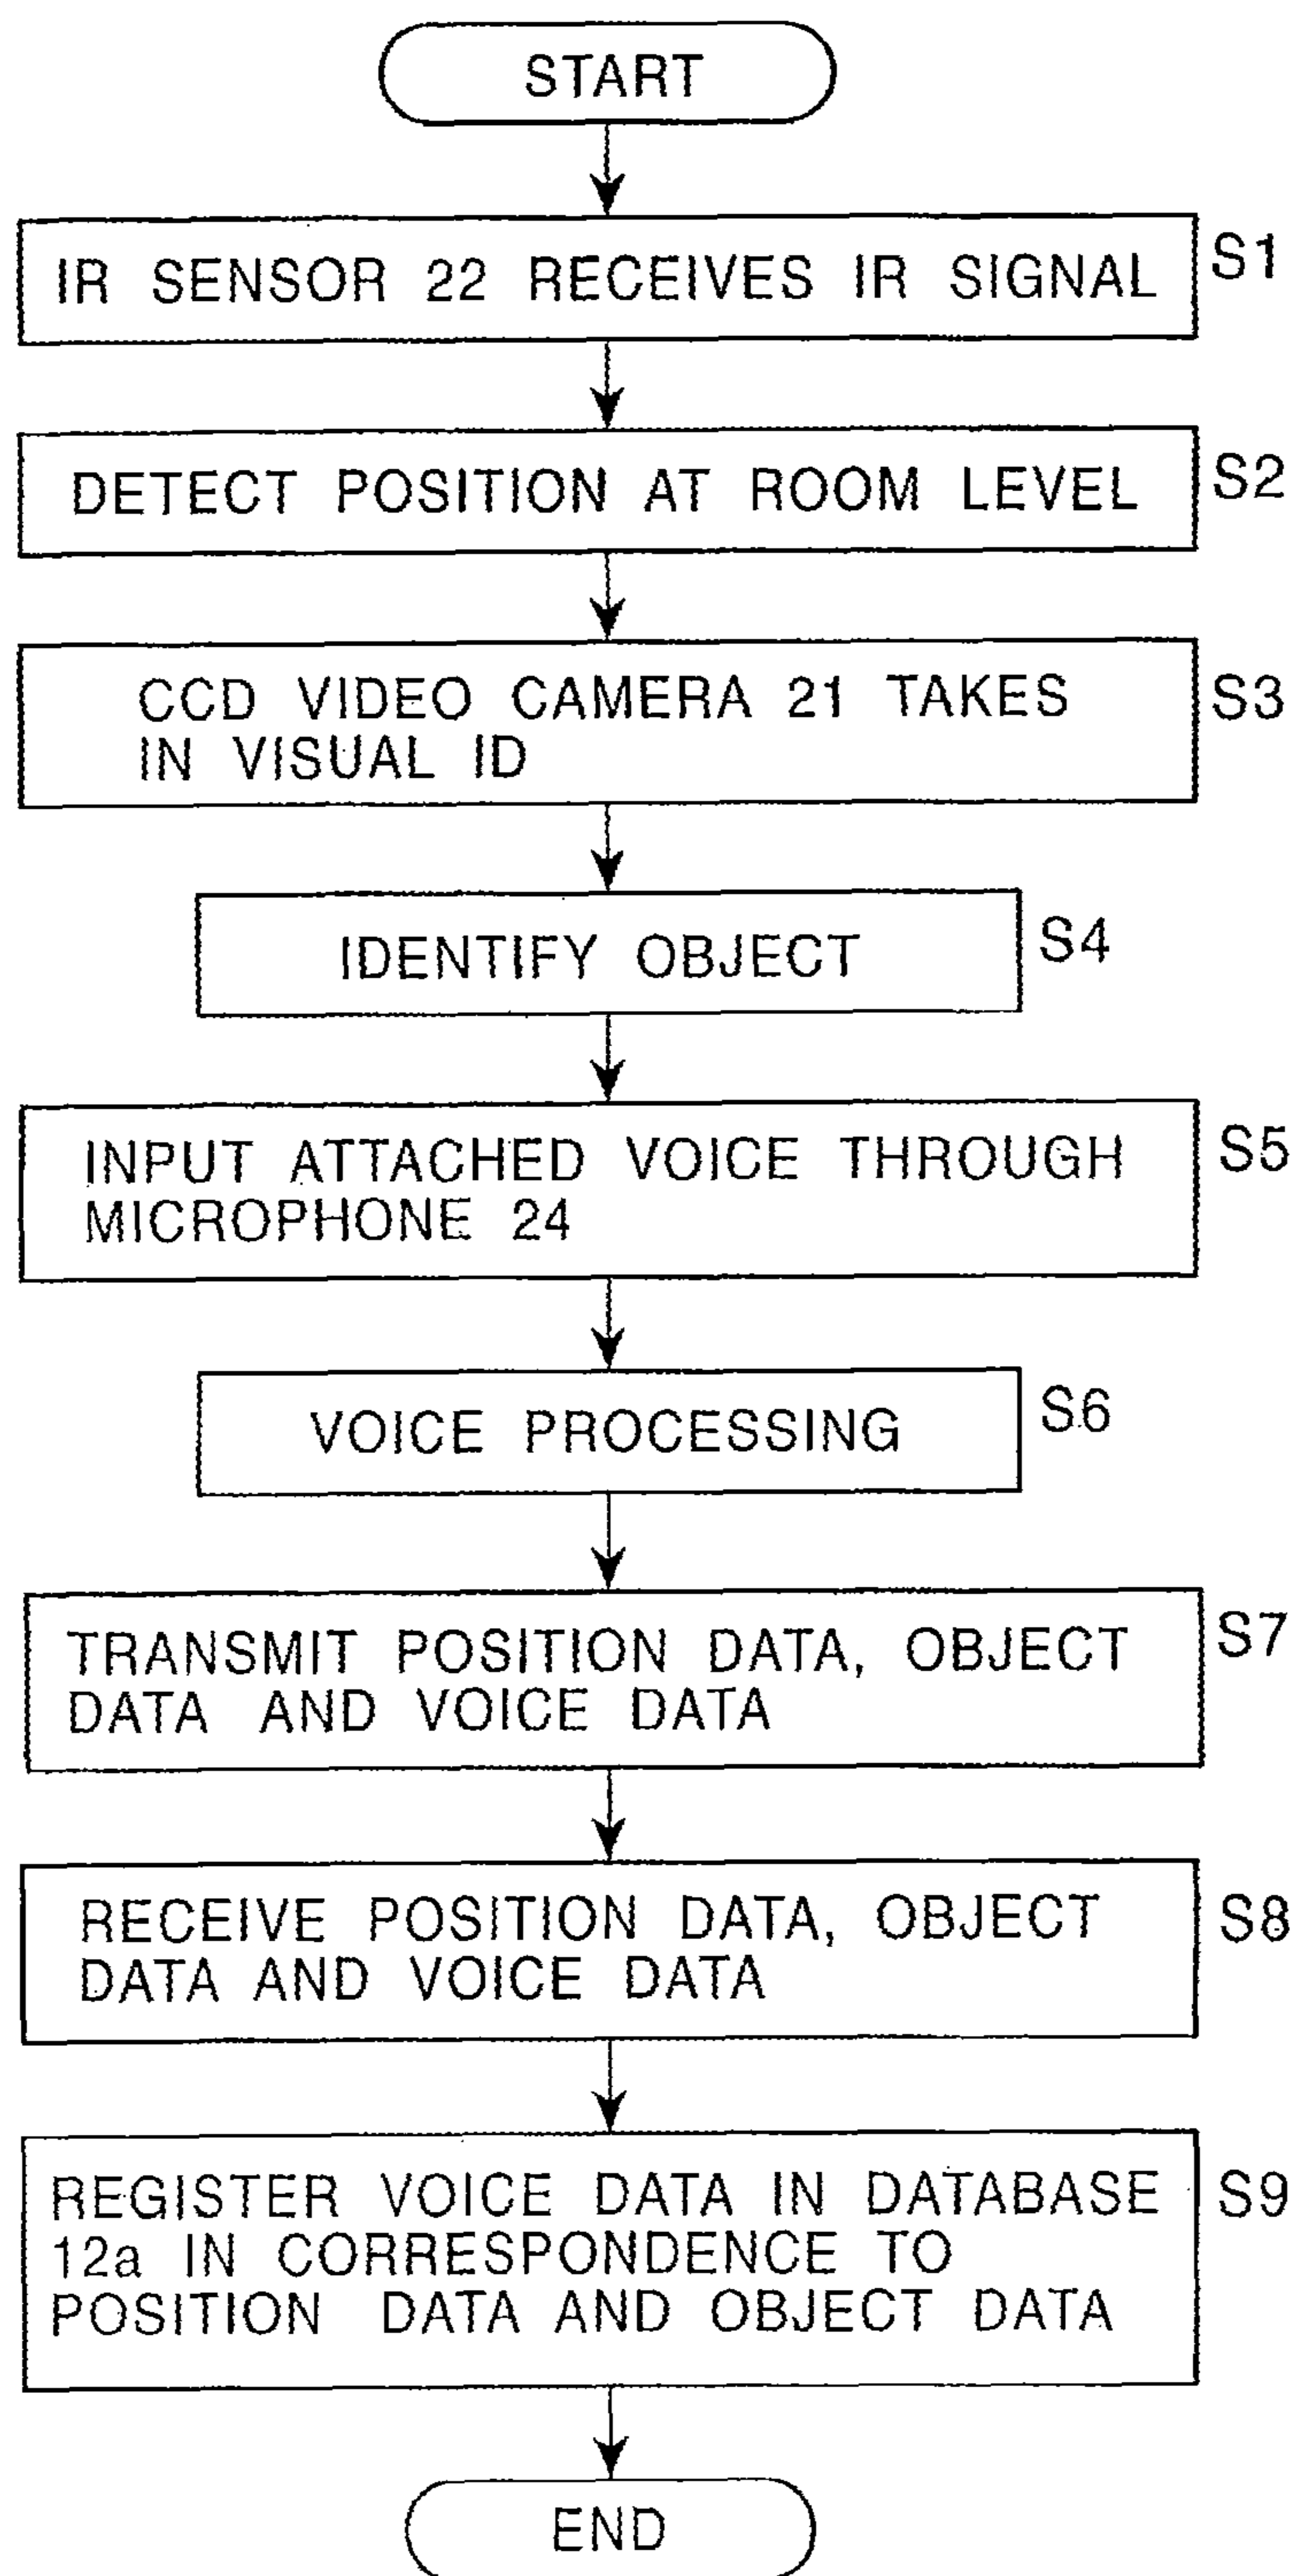 START
IR SENSOR 22 RECEIVES IR SIGNAL
S1
DETECT POSITION AT ROOM LEVEL
S2
CCD VIDEO CAMERA 21 TAKES
IN VISUAL ID
S3
IDENTIFY OBJECT
S4
INPUT ATTACHED VOICE THROUGH
MICROPHONE 24
S5
VOICE PROCESSING
S6
TRANSMIT POSITION DATA, OBJECT
DATA AND VOICE DATA
S7
RECEIVE POSITION DATA, OBJECT
DATA AND VOICE DATA
S8
REGISTER VOICE DATA IN DATABASE
12a IN CORRESPONDENCE TO
POSITION DATA AND OBJECT DATA
S9
END